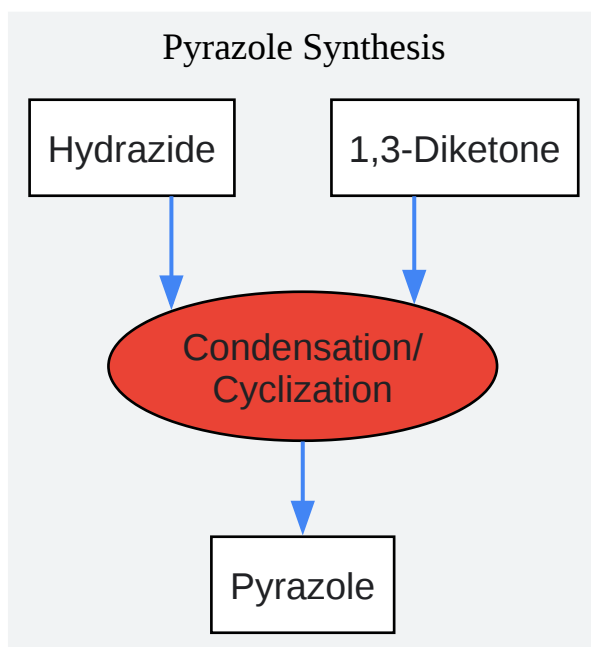 Pyrazole Synthesis
Hydrazide
1,3-Diketone
Condensation/
Cyclization
Pyrazole